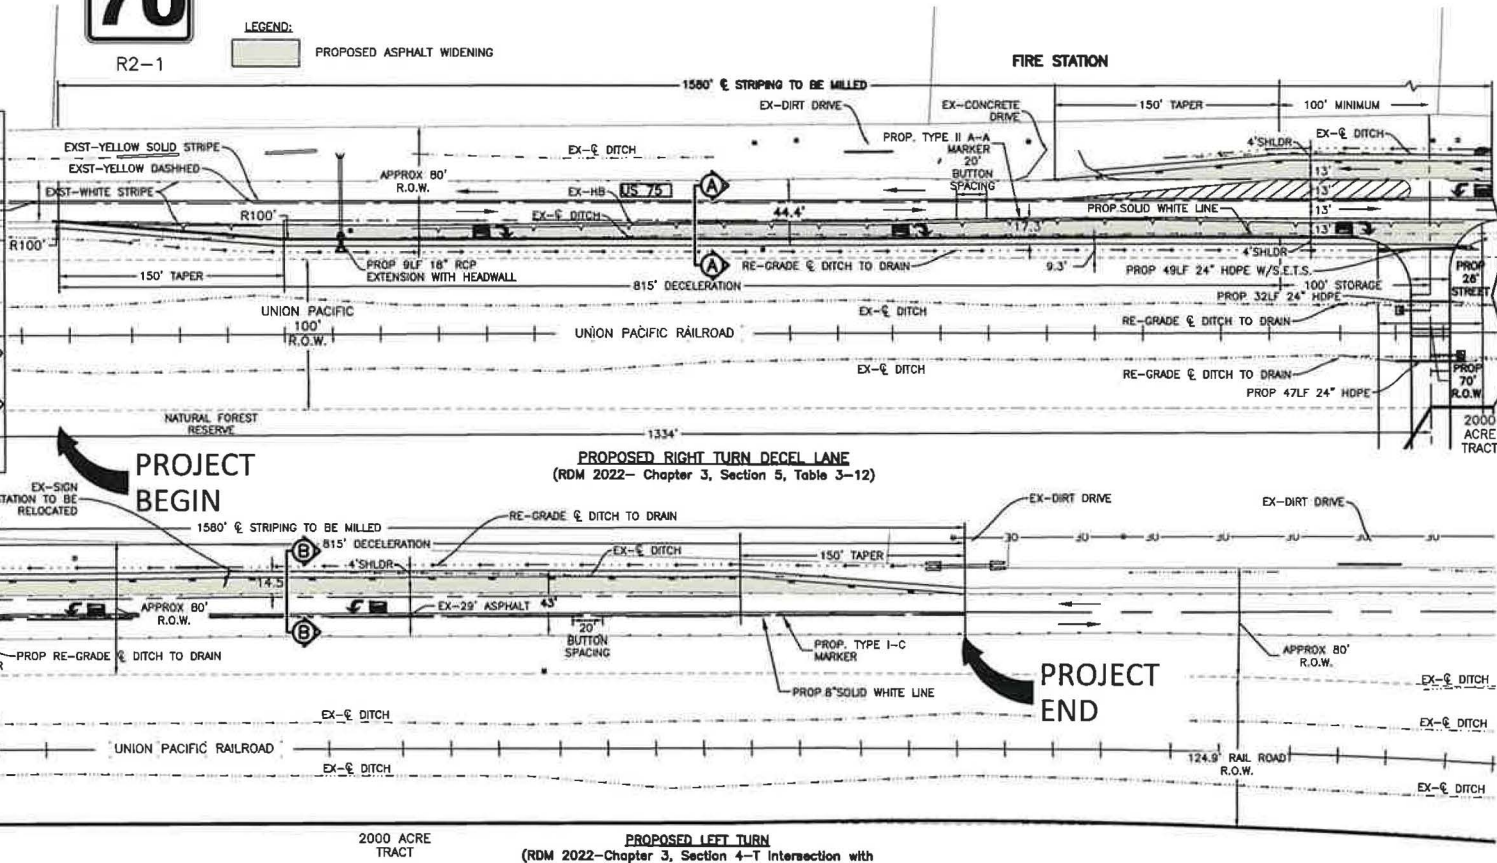 70
R2-1
LEGEND:
PROPOSED ASPHALT WIDENING
FIRE STATION
1580' ℄ STRIPING TO BE MILLED
EX-DIRT DRIVE
EX-CONCRETE
DRIVE
150' TAPER
100' MINIMUM
PROP. TYPE II A-A
MARKER
20'
BUTTON
SPACING
4'SHLDR
EX-℄ DITCH
EXST-YELLOW SOLID STRIPE
EXST-YELLOW DASHHED
EXST-WHITE STRIPE
APPROX 80'
R.O.W.
EX-℄ DITCH
EX-HB
US 75
A
13'
13'
13'
13'
R100'
R100'
EX-℄ DITCH
44.4'
17.3'
PROP.SOLID WHITE LINE
PROP 9LF 18" RCP
EXTENSION WITH HEADWALL
A
RE-GRADE ℄ DITCH TO DRAIN
9.3'
4'SHLDR
PROP 49LF 24" HDPE W/S.E.T.S.
PROP
28'
STREET
150' TAPER
815' DECELERATION
100' STORAGE
PROP 32LF 24" HDPE
UNION PACIFIC
100'
R.O.W.
UNION PACIFIC RAILROAD
EX-℄ DITCH
RE-GRADE ℄ DITCH TO DRAIN
EX-℄ DITCH
RE-GRADE ℄ DITCH TO DRAIN
PROP 47LF 24" HDPE
PROP
70'
R.O.W
NATURAL FOREST
RESERVE
1334'
2000
ACRE
TRACT
PROJECT
BEGIN
PROPOSED RIGHT TURN DECEL LANE
(RDM 2022- Chapter 3, Section 5, Table 3-12)
EX-SIGN
STATION TO BE
RELOCATED
1580' ℄ STRIPING TO BE MILLED
RE-GRADE ℄ DITCH TO DRAIN
EX-DIRT DRIVE
EX-DIRT DRIVE
B
815' DECELERATION
EX-℄ DITCH
150' TAPER
30 30 30 30 30 30 30
4'SHLDR
14.5
APPROX 80'
R.O.W.
EX-29' ASPHALT
43'
20'
BUTTON
SPACING
B
PROP RE-GRADE ℄ DITCH TO DRAIN
PROP. TYPE I-C
MARKER
PROP.8"SOLID WHITE LINE
APPROX 80'
R.O.W.
PROJECT
END
EX-℄ DITCH
EX-℄ DITCH
EX-℄ DITCH
UNION PACIFIC RAILROAD
EX-℄ DITCH
124.9' RAIL ROAD
R.O.W.
EX-℄ DITCH
2000 ACRE
TRACT
PROPOSED LEFT TURN
(RDM 2022-Chapter 3, Section 4-T Intersection with